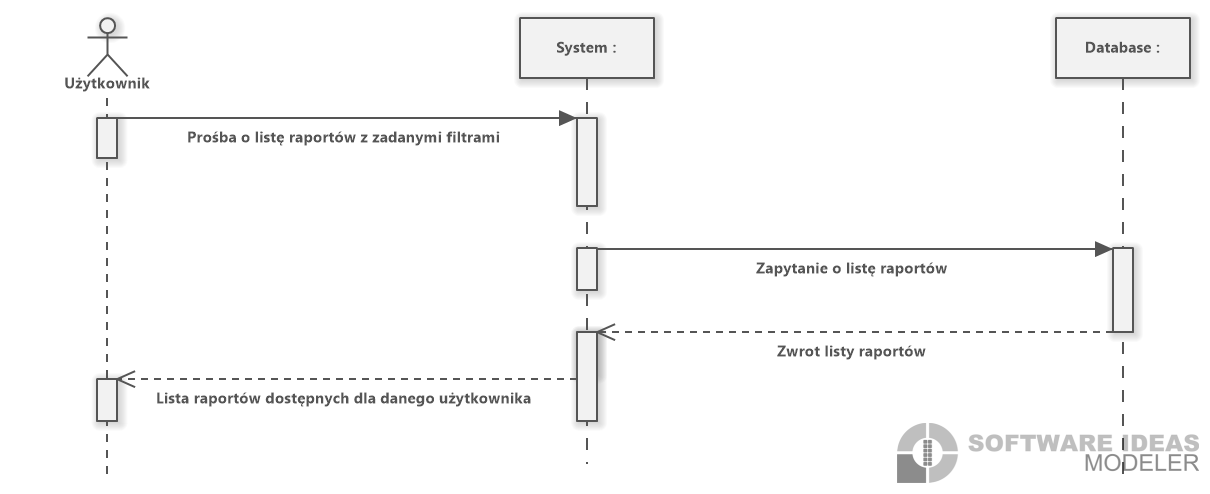 Użytkownik
System :
Database :
Prośba o listę raportów z zadanymi filtrami
Zapytanie o listę raportów
Zwrot listy raportów
Lista raportów dostępnych dla danego użytkownika
SOFTWARE IDEAS
MODELER